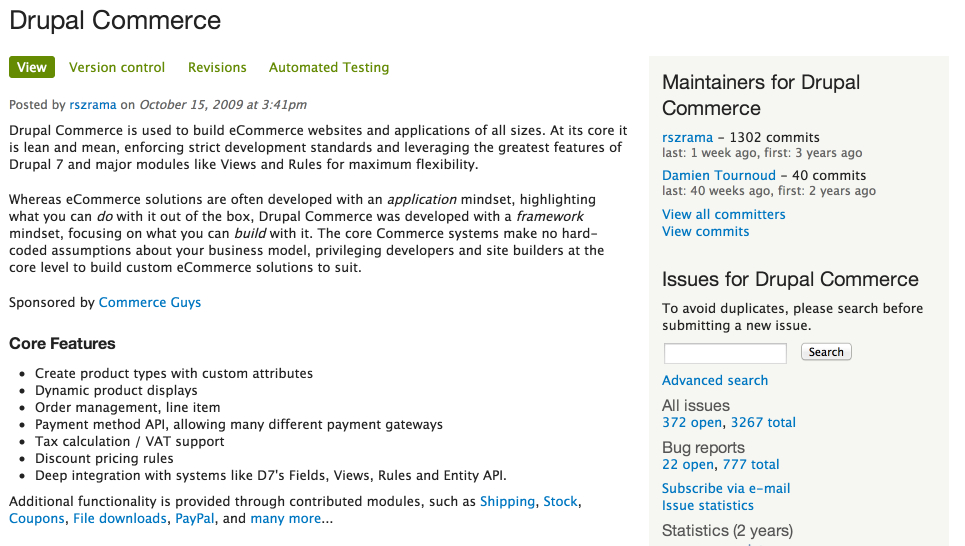 Drupal Commerce
View Version control Revisions Automated Testing
Posted by rszrama on October 15, 2009 at 3:41pm
Drupal Commerce is used to build eCommerce websites and applications of all sizes. At its core it
is lean and mean, enforcing strict development standards and leveraging the greatest features of
Drupal 7 and major modules like Views and Rules for maximum flexibility.
Whereas eCommerce solutions are often developed with an application mindset, highlighting
what you can do with it out of the box, Drupal Commerce was developed with a framework
mindset, focusing on what you can build with it. The core Commerce systems make no hard-
coded assumptions about your business model, privileging developers and site builders at the
core level to build custom eCommerce solutions to suit.
Sponsored by Commerce Guys
Core Features
• Create product types with custom attributes
• Dynamic product displays
• Order management, line item
• Payment method API, allowing many different payment gateways
• Tax calculation / VAT support
• Discount pricing rules
• Deep integration with systems like D7's Fields, Views, Rules and Entity API.
Additional functionality is provided through contributed modules, such as Shipping, Stock,
Coupons, File downloads, PayPal, and many more...
Maintainers for Drupal
Commerce
rszrama – 1302 commits
last: 1 week ago, first: 3 years ago
Damien Tournoud – 40 commits
last: 40 weeks ago, first: 2 years ago
View all committers
View commits
Issues for Drupal Commerce
To avoid duplicates, please search before
submitting a new issue.
Search
Advanced search
All issues
372 open, 3267 total
Bug reports
22 open, 777 total
Subscribe via e-mail
Issue statistics
Statistics (2 years)